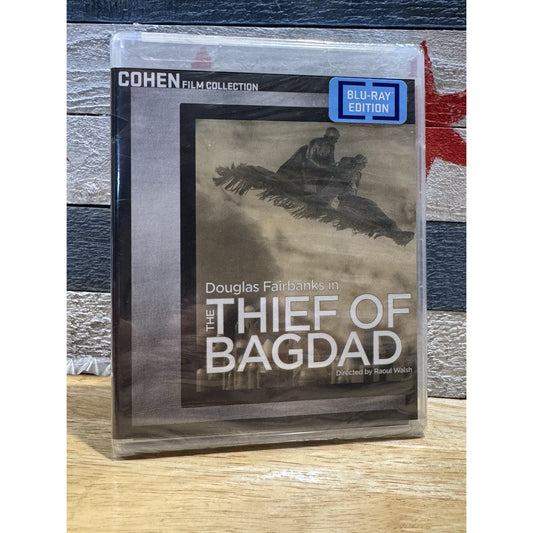 COHEN FILM COLLECTION
BLU-RAY
EDITION
Douglas Fairbanks in
THE THIEF OF
BAGDAD
Directed by Raoul Walsh